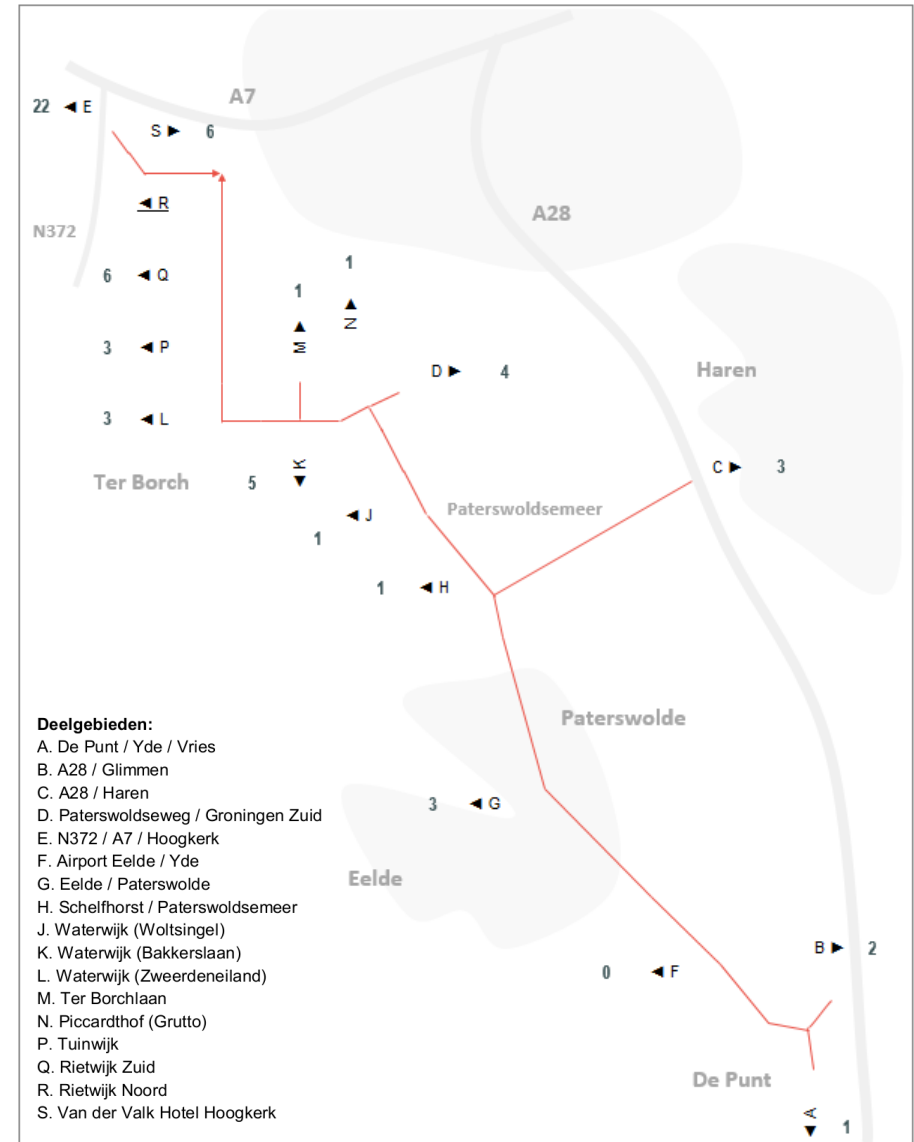 A7
22 ◄ E
S ► 6
◄ R
A28
N372
1
6 ◄ Q
1
N ►
M ►
3 ◄ P
D ► 4
Haren
3 ◄ L
C ► 3
◄ K
Ter Borch
5
Paterswoldsemeer
◄ J
1
1 ◄ H
Paterswolde
Deelgebieden:
A. De Punt / Yde / Vries
B. A28 / Glimmen
C. A28 / Haren
D. Paterswoldseweg / Groningen Zuid
E. N372 / A7 / Hoogkerk
F. Airport Eelde / Yde
G. Eelde / Paterswolde
H. Schelfhorst / Paterswoldsemeer
J. Waterwijk (Woltsingel)
K. Waterwijk (Bakkerslaan)
L. Waterwijk (Zweerdeneiland)
M. Ter Borchlaan
N. Piccardthof (Grutto)
P. Tuinwijk
Q. Rietwijk Zuid
R. Rietwijk Noord
S. Van der Valk Hotel Hoogkerk
3 ◄ G
Eelde
B ► 2
0 ◄ F
De Punt
◄ A
1